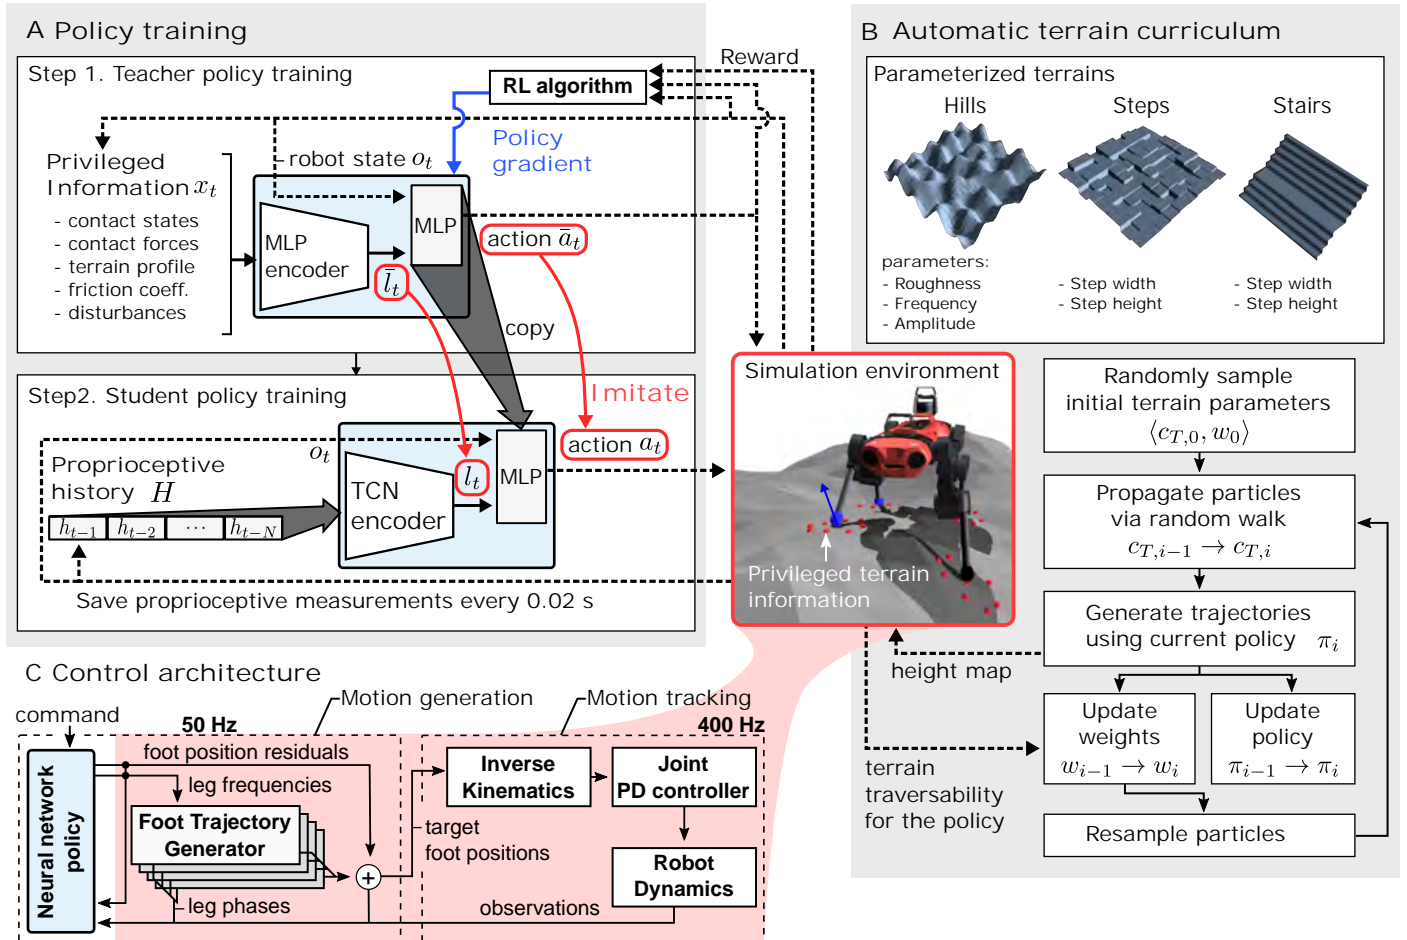 A Policy training
Step 1. Teacher policy training
RL algorithm
Reward
Policy
gradient
robot state o_t
Privileged
Information x_t
- contact states
- contact forces
- terrain profile
- friction coeff.
- disturbances
MLP
encoder
MLP
l̄_t
action ā_t
copy
Step2. Student policy training
Imitate
o_t
action a_t
Proprioceptive
history H
h_{t-1} h_{t-2} ... h_{t-N}
TCN
encoder
l_t
MLP
Save proprioceptive measurements every 0.02 s
Simulation environment
Privileged terrain
information
B Automatic terrain curriculum
Parameterized terrains
Hills
Steps
Stairs
parameters:
- Roughness
- Frequency
- Amplitude
- Step width
- Step height
- Step width
- Step height
Randomly sample
initial terrain parameters
⟨c_{T,0}, w_0⟩
Propagate particles
via random walk
c_{T,i-1} → c_{T,i}
Generate trajectories
using current policy π_i
height map
Update
weights
w_{i-1} → w_i
Update
policy
π_{i-1} → π_i
terrain
traversability
for the policy
Resample particles
C Control architecture
Motion generation
Motion tracking
command
50 Hz
400 Hz
foot position residuals
leg frequencies
Neural network
policy
Foot Trajectory
Generator
leg phases
+
target
foot positions
Inverse
Kinematics
Joint
PD controller
Robot
Dynamics
observations